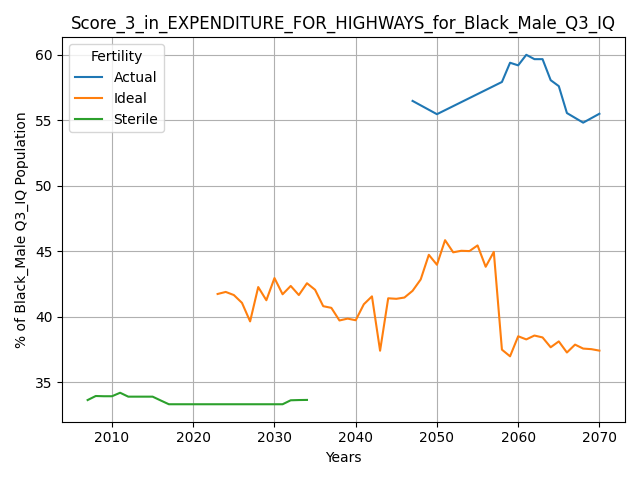 Score_3_in_EXPENDITURE_FOR_HIGHWAYS_for_Black_Male_Q3_IQ
Fertility
Actual
Ideal
Sterile
% of Black_Male Q3_IQ Population
60
55
50
45
40
35
2010
2020
2030
2040
2050
2060
2070
Years